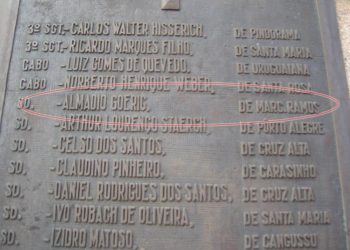 3º SGT.-CARLOS WALTER HISSERICH, DE PINDORAMA
3º SGT.-RICARDO MARQUES FILHO, DE SANTA MARIA
CABO -LUIZ GOMES DE QUEVEDO, DE URUGUAIANA
CABO -NORBERTO HENRIQUE WEBER, DE SANTA ROSA
SD. -ALMADIO GOERIC, DE MARC. RAMOS
SD. -ARTHUR LOURENÇO STAERCH, DE PÔRTO ALEGRE
SD. -CELSO DOS SANTOS, DE CRUZ ALTA
SD. -CLAUDINO PINHEIRO, DE CARASINHO
SD. -DANIEL RODRIGUES DOS SANTOS, DE CRUZ ALTA
SD. -IVO ROBACH DE OLIVEIRA, DE SANTA MARIA
SD. -IZIDRO MATOSO, DE CANGUSSÚ